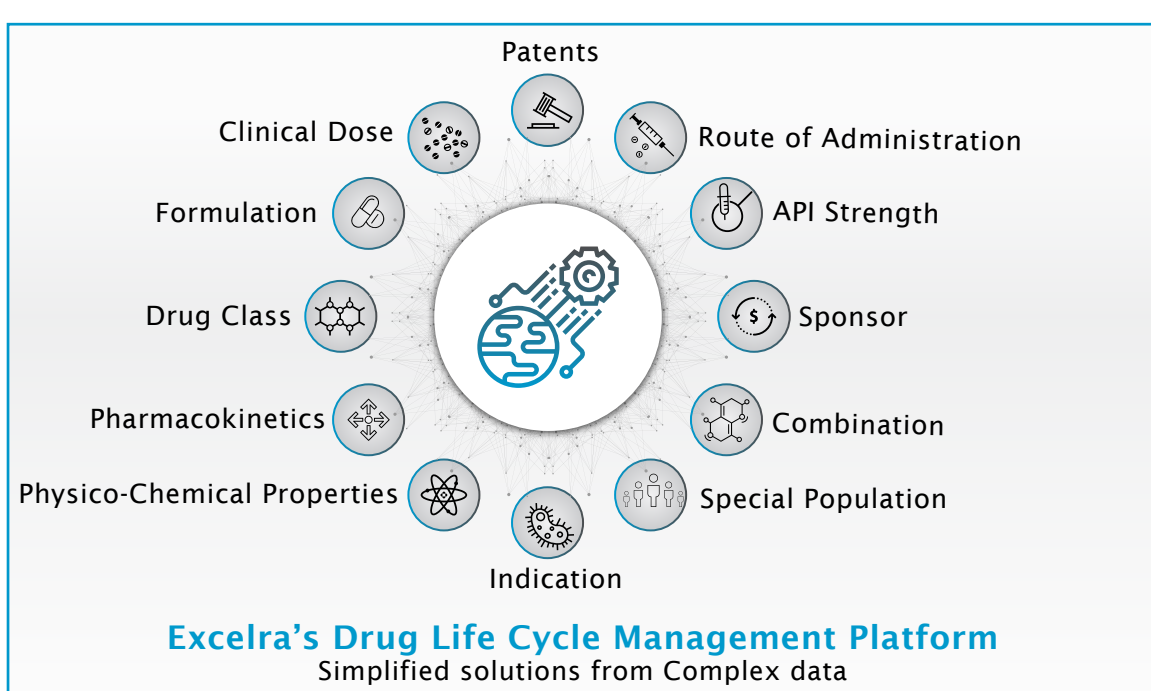 Patents
Clinical Dose
Route of Administration
Formulation
API Strength
Drug Class
$
Sponsor
Pharmacokinetics
Combination
Physico-Chemical Properties
Special Population
Indication
Excelra’s Drug Life Cycle Management Platform
Simplified solutions from Complex data